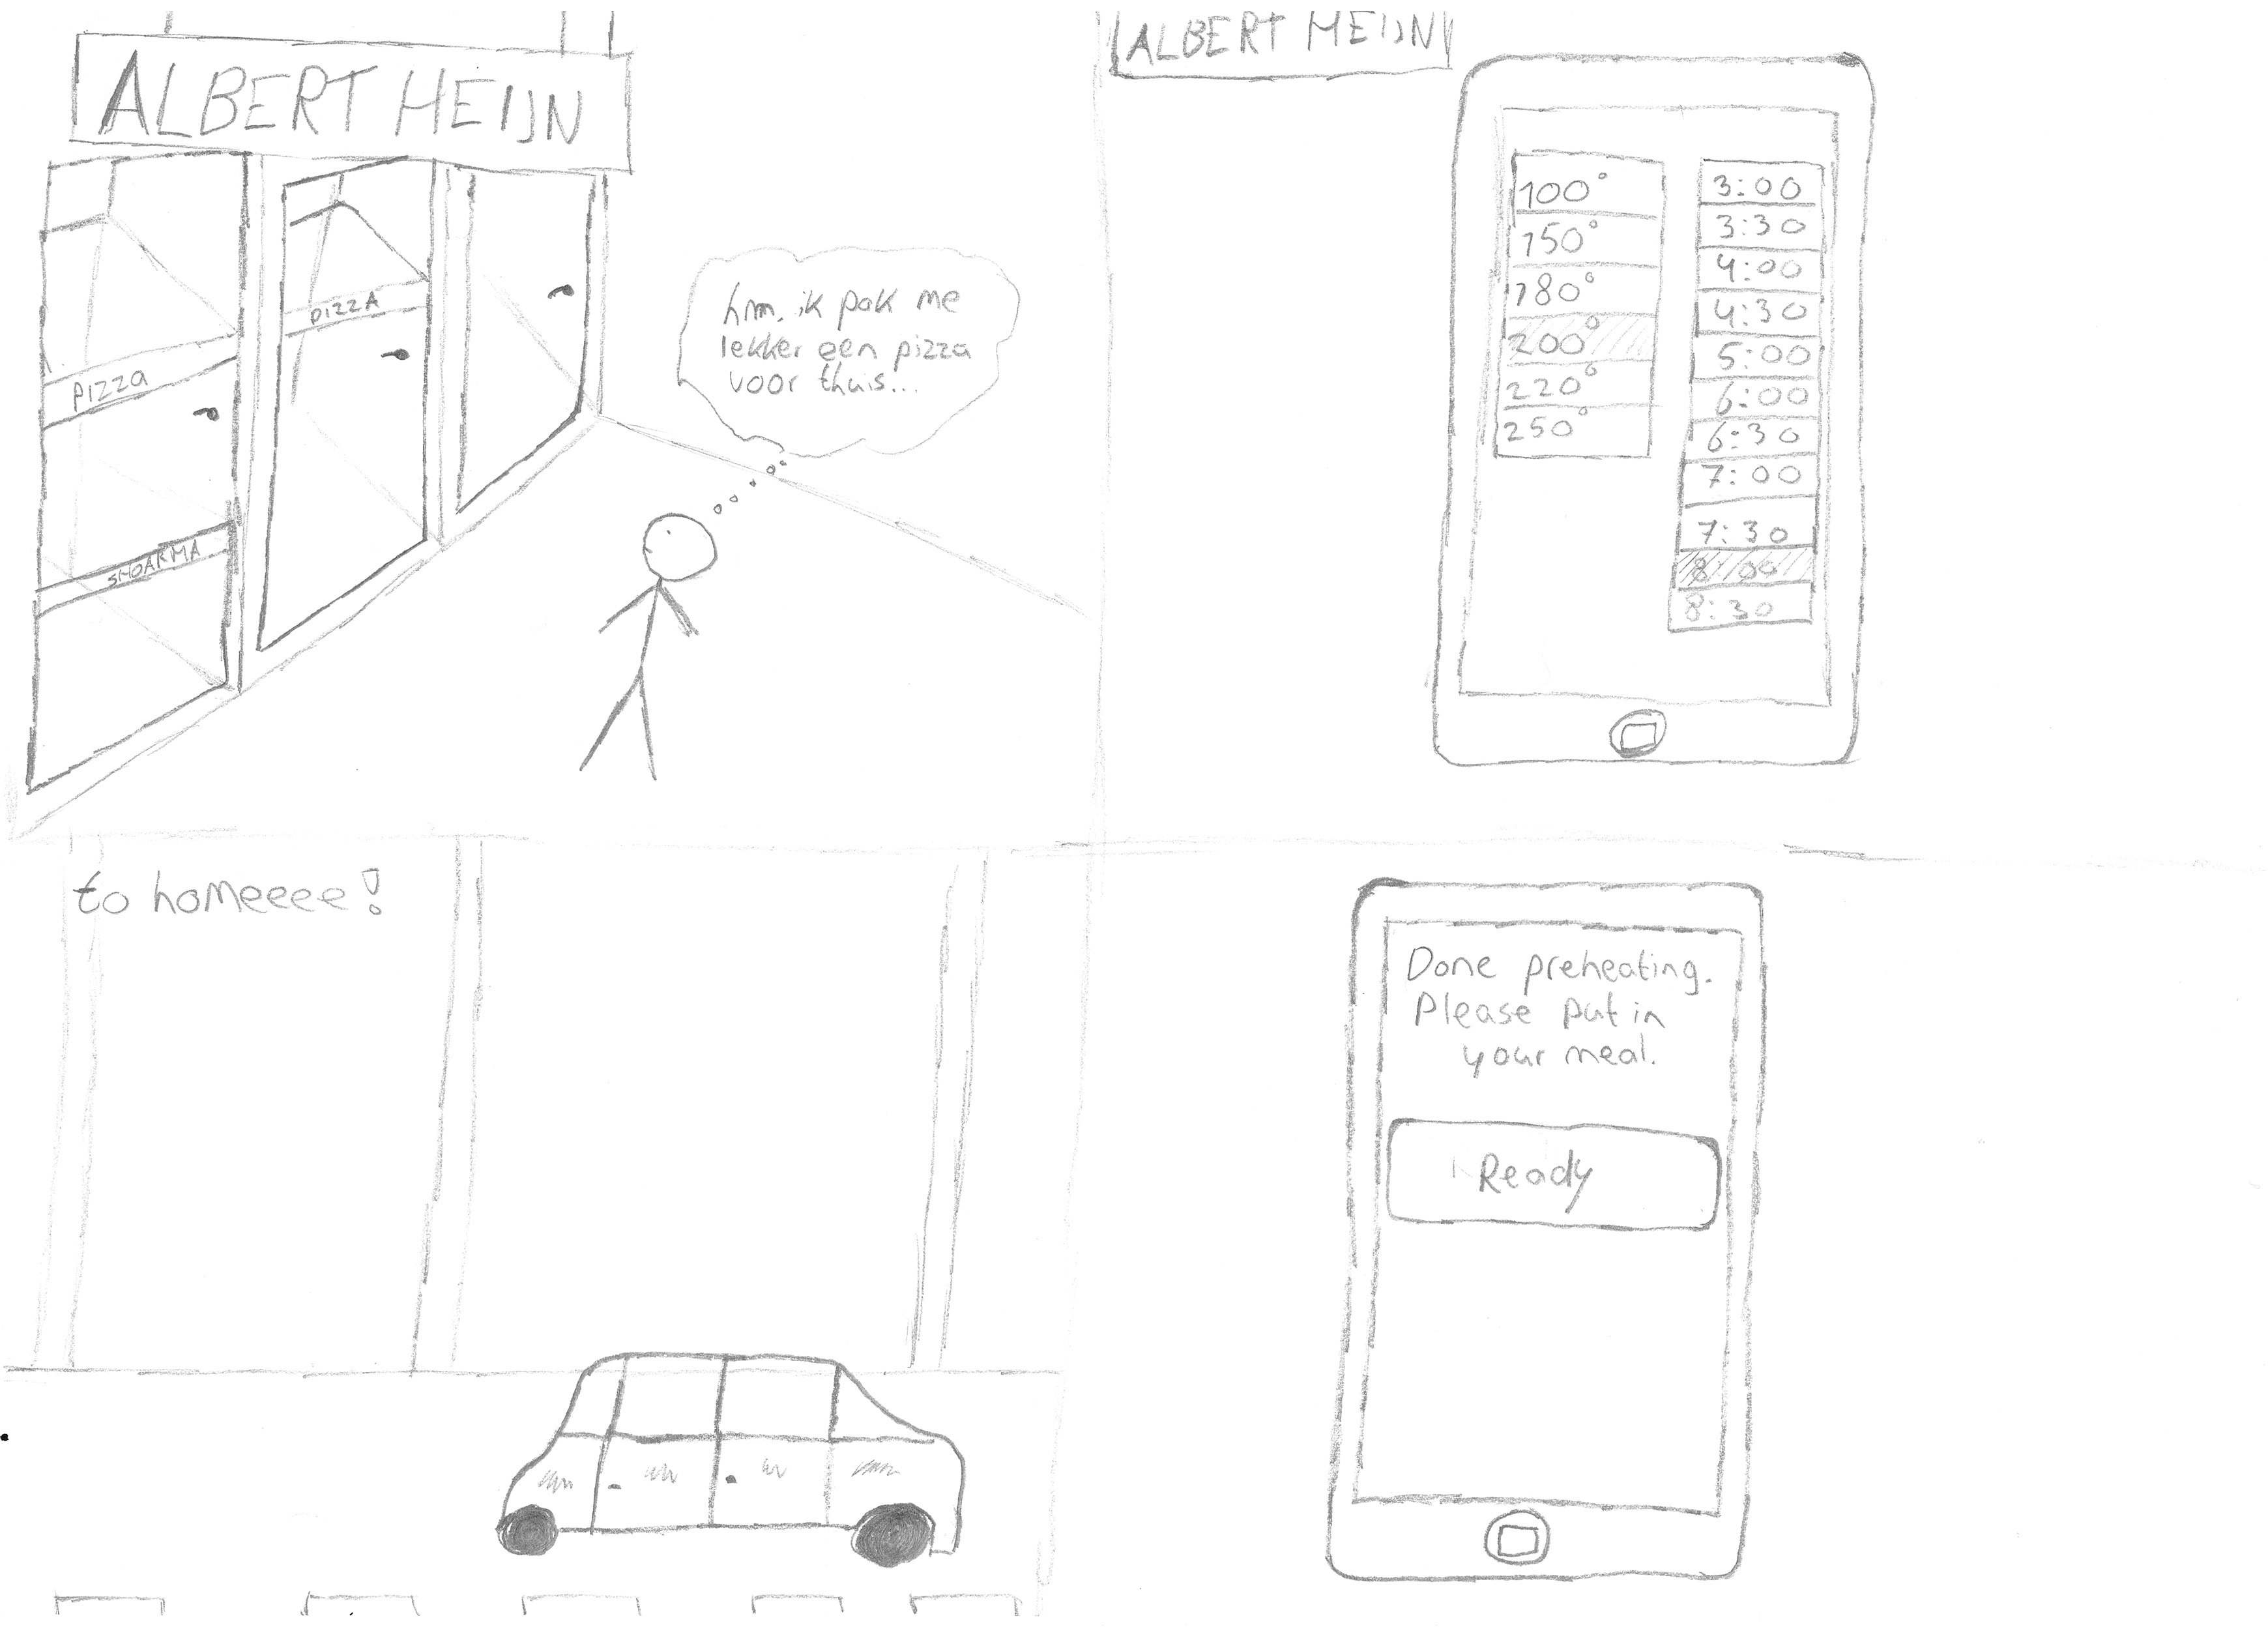 ALBERT HEIJN
PIZZA
PIZZA
SHOARMA
hm. ik pak me
lekker een pizza
voor thuis...
ALBERT HEIJN
100°
150°
180°
200°
220°
250°
3:00
3:30
4:00
4:30
5:00
6:00
6:30
7:00
7:30
8:00
8:30
to homeeee!
Done preheating.
Please put in
your meal.
Ready